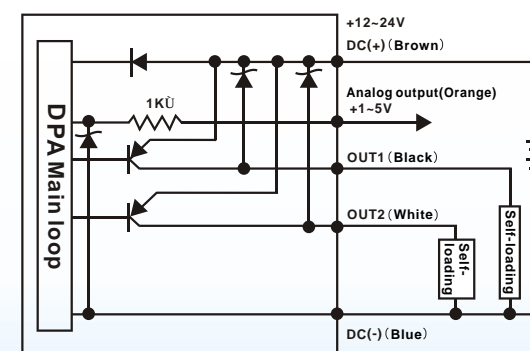 +12~24V
DC(+)(Brown)
Analog output(Orange)
+1~5V
1KÙ
DPA Main loop
OUT1(Black)
OUT2(White)
Self-loading
Self-loading
DC(-)(Blue)